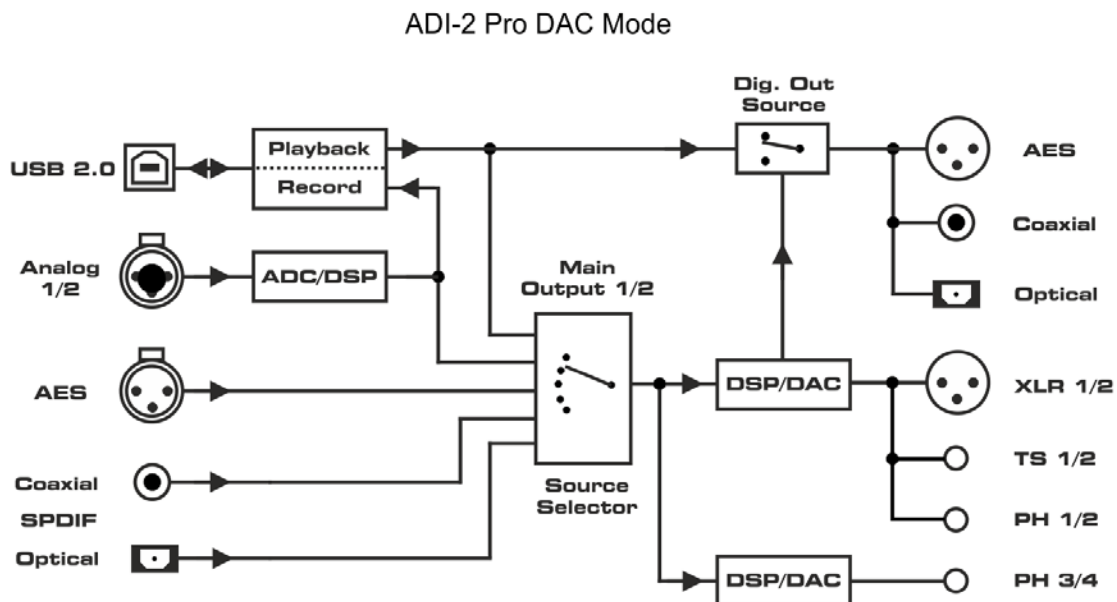 ADI-2 Pro DAC Mode
Dig. Out
Source
USB 2.0
Playback
Record
AES
Coaxial
Analog
1/2
ADC/DSP
Main
Output 1/2
Optical
AES
DSP/DAC
XLR 1/2
TS 1/2
Coaxial
SPDIF
Optical
Source
Selector
PH 1/2
DSP/DAC
PH 3/4